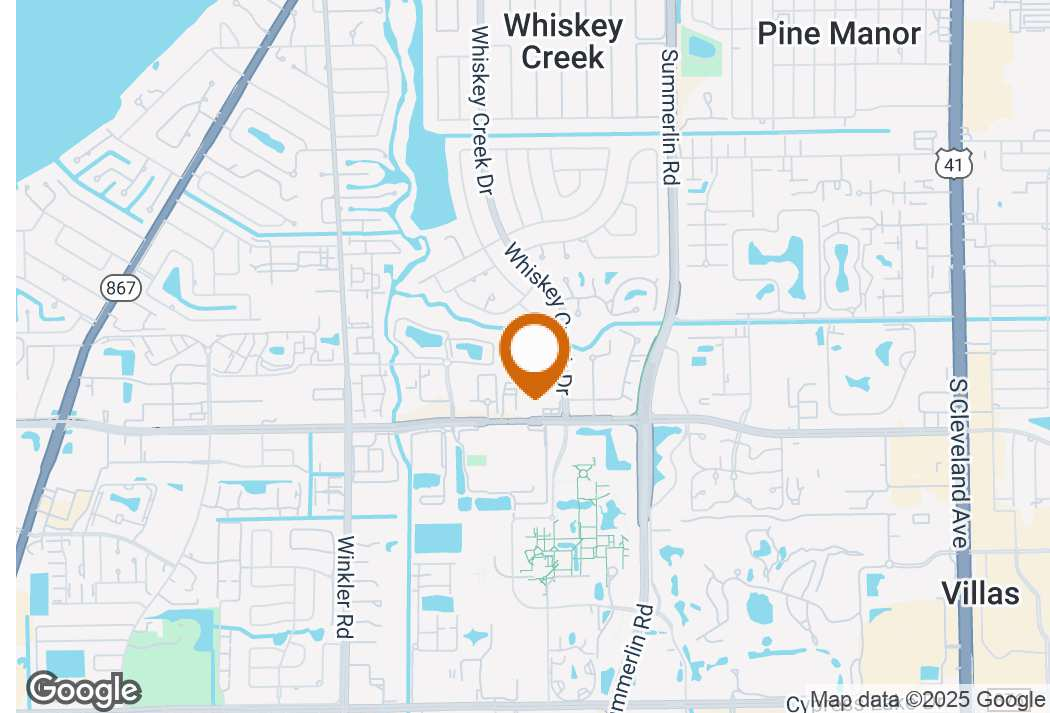 Whiskey
Creek
Pine Manor
Whiskey Creek Dr
Summerlin Rd
41
Whiskey
Dr
867
S Cleveland Ave
Winkler Rd
Villas
mmerlin Rd
Google
Map data ©2025 Google